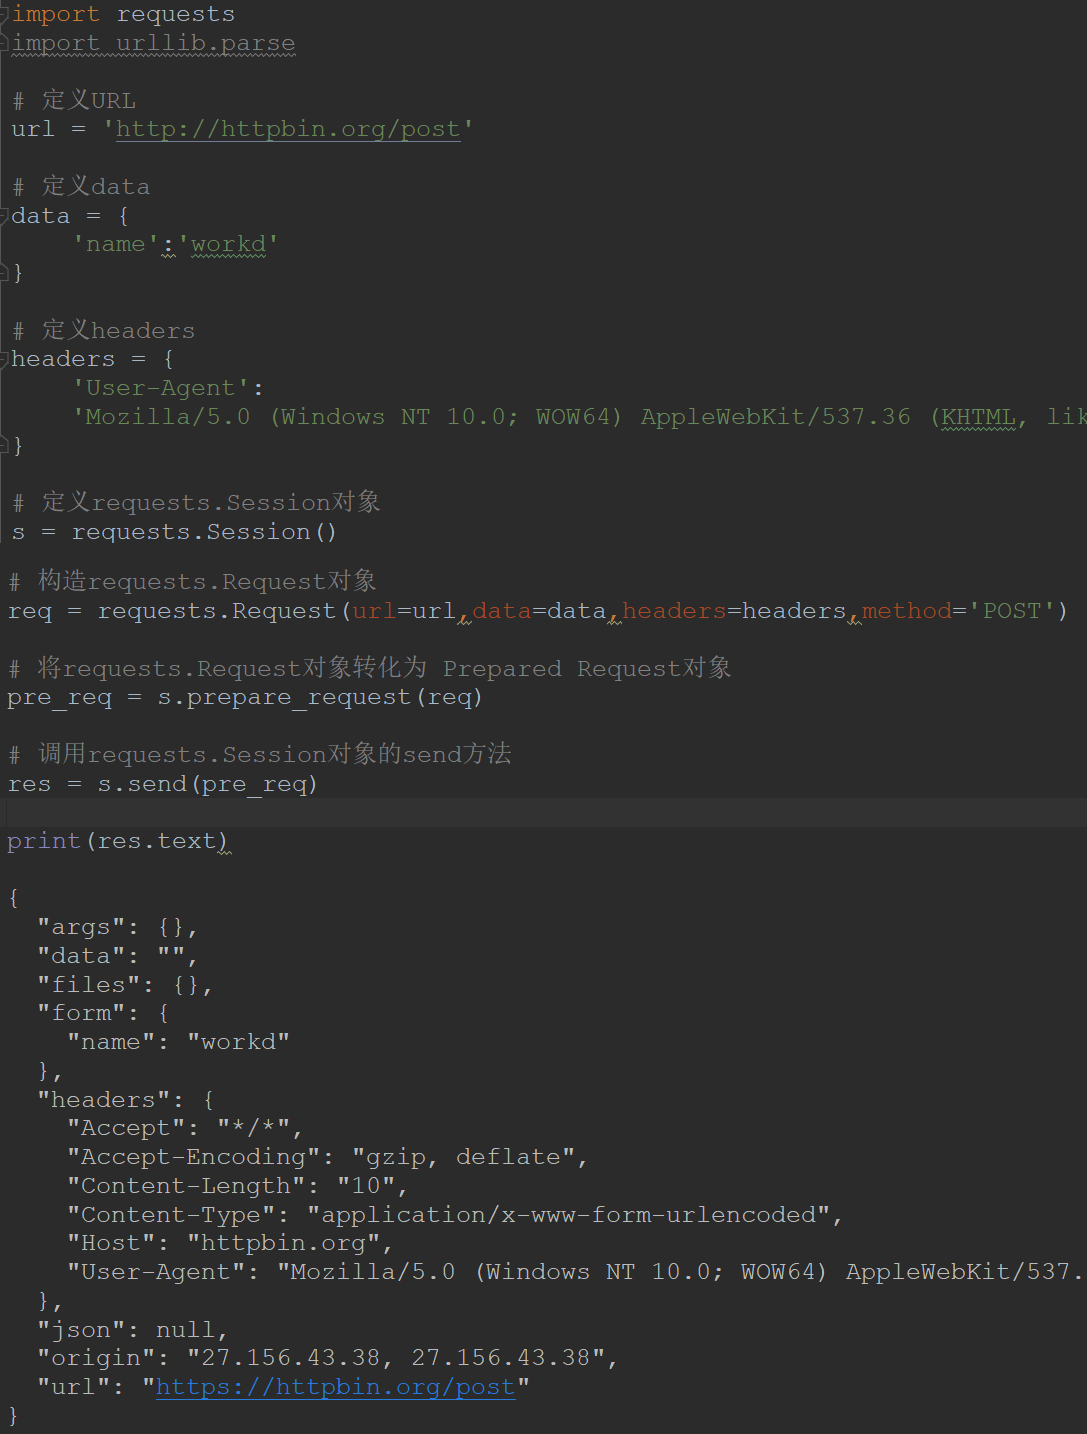 import requests
import urllib.parse
# 定义URL
url = 'http://httpbin.org/post'
# 定义data
data = {
    'name':'workd'
}
# 定义headers
headers = {
    'User-Agent':
    'Mozilla/5.0 (Windows NT 10.0; WOW64) AppleWebKit/537.36 (KHTML, lik
}
# 定义requests.Session对象
s = requests.Session()
# 构造requests.Request对象
req = requests.Request(url=url,data=data,headers=headers,method='POST')
# 将requests.Request对象转化为 Prepared Request对象
pre_req = s.prepare_request(req)
# 调用requests.Session对象的send方法
res = s.send(pre_req)
print(res.text)
{
  "args": {},
  "data": "",
  "files": {},
  "form": {
    "name": "workd"
  },
  "headers": {
    "Accept": "*/*",
    "Accept-Encoding": "gzip, deflate",
    "Content-Length": "10",
    "Content-Type": "application/x-www-form-urlencoded",
    "Host": "httpbin.org",
    "User-Agent": "Mozilla/5.0 (Windows NT 10.0; WOW64) AppleWebKit/537.
  },
  "json": null,
  "origin": "27.156.43.38, 27.156.43.38",
  "url": "https://httpbin.org/post"
}